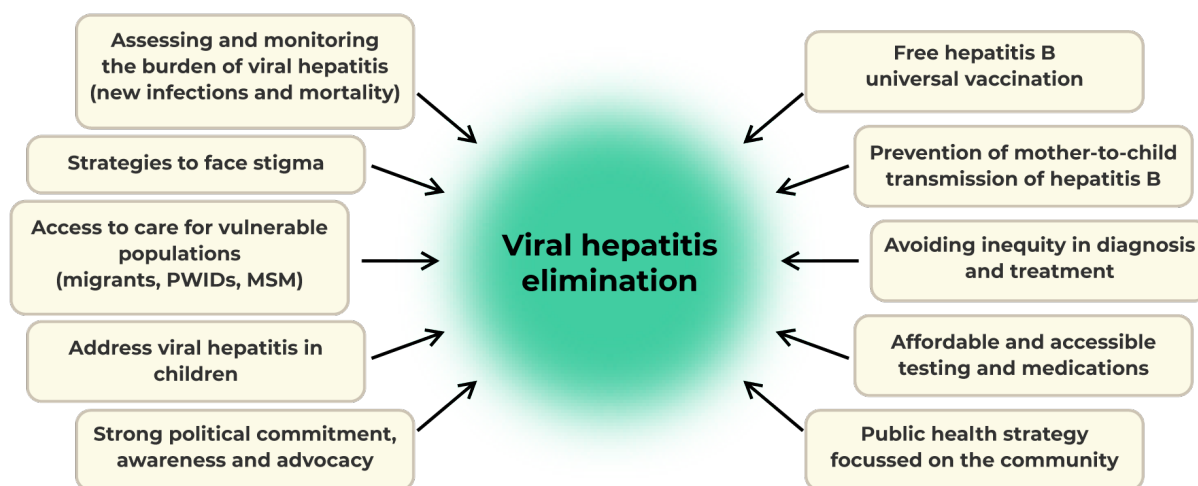 Assessing and monitoring
the burden of viral hepatitis
(new infections and mortality)
Strategies to face stigma
Access to care for vulnerable
populations
(migrants, PWIDs, MSM)
Address viral hepatitis in
children
Strong political commitment,
awareness and advocacy
Viral hepatitis
elimination
Free hepatitis B
universal vaccination
Prevention of mother-to-child
transmission of hepatitis B
Avoiding inequity in diagnosis
and treatment
Affordable and accessible
testing and medications
Public health strategy
focussed on the community